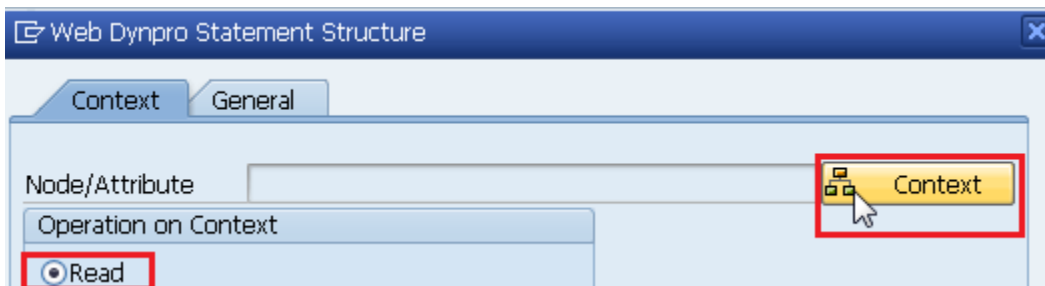 Web Dynpro Statement Structure
Context General
Node/Attribute Context
Operation on Context
Read